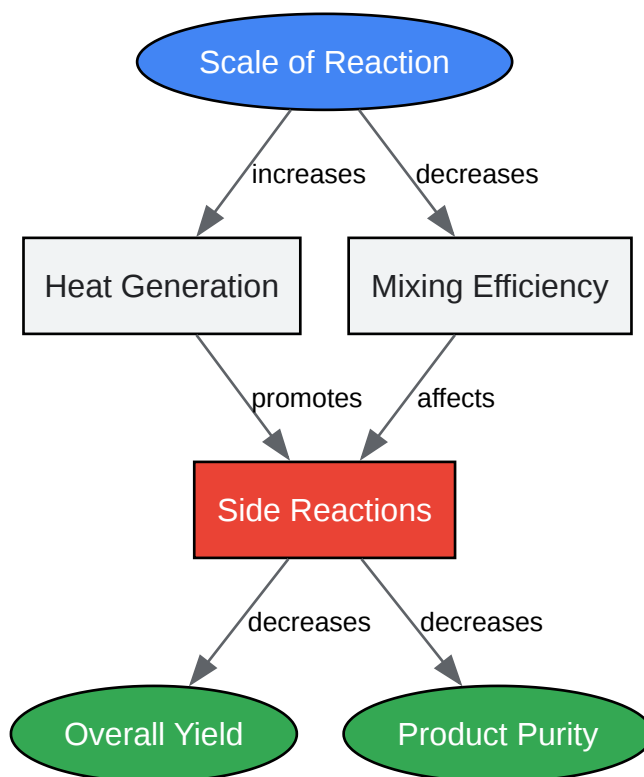 Scale of Reaction
increases
decreases
Heat Generation
Mixing Efficiency
promotes
affects
Side Reactions
decreases
decreases
Overall Yield
Product Purity